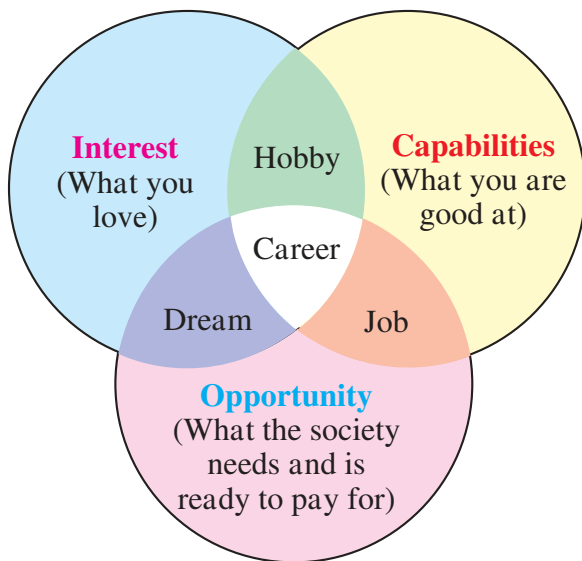 Interest
(What you
love)
Hobby
Capabilities
(What you are
good at)
Career
Dream
Job
Opportunity
(What the society
needs and is
ready to pay for)